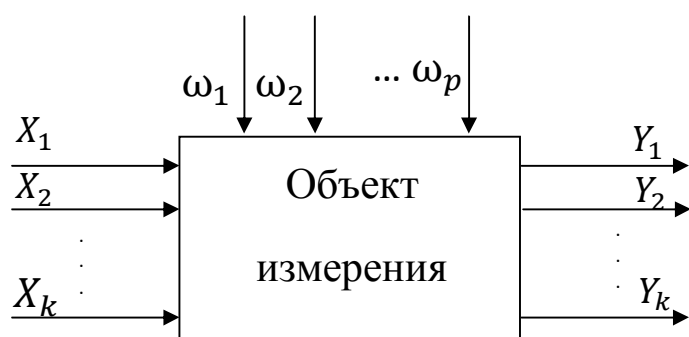 ω₁ ω₂ ... ωₚ
X₁ Y₁
Объект
X₂ Y₂
измерения
Xₖ Yₖ